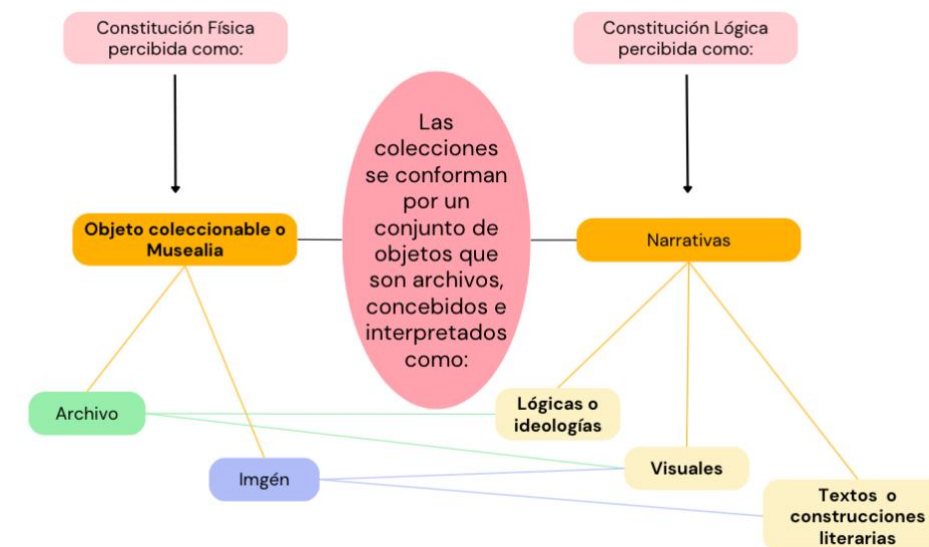 Constitución Física
percibida como:
Constitución Lógica
percibida como:
Las
colecciones
se conforman
por un
conjunto de
objetos que
son archivos,
concebidos e
interpretados
como:
Objeto coleccionable o
Musealia
Narrativas
Archivo
Imgén
Lógicas o
ideologías
Visuales
Textos o
construcciones
literarias